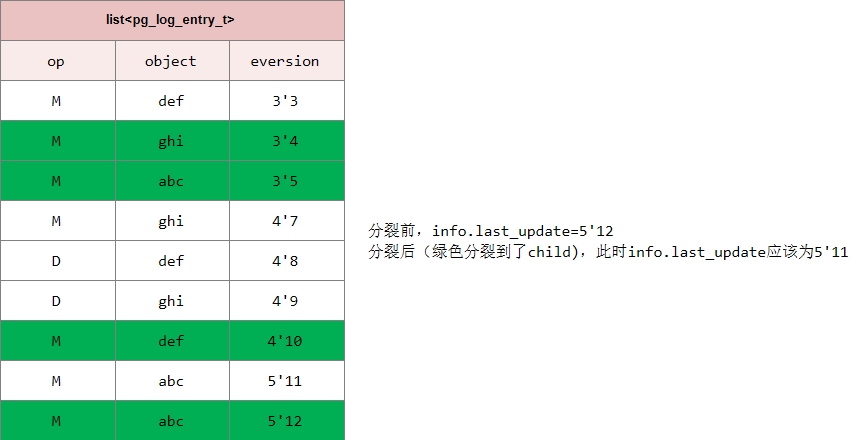 list<pg_log_entry_t>
op object eversion
M def 3'3
M ghi 3'4
M abc 3'5
M ghi 4'7
D def 4'8
D ghi 4'9
M def 4'10
M abc 5'11
M abc 5'12
分裂前，info.last_update=5'12
分裂后（绿色分裂到了child)，此时info.last_update应该为5'11